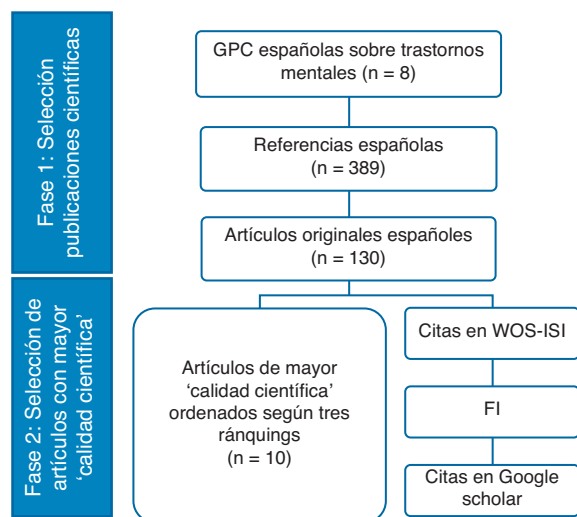 Fase 1: Selección
publicaciones científicas
GPC españolas sobre trastornos
mentales (n = 8)
Referencias españolas
(n = 389)
Artículos originales españoles
(n = 130)
Fase 2: Selección de
artículos con mayor
‘calidad científica’
Artículos de mayor
‘calidad científica’
ordenados según tres
ránquings
(n = 10)
Citas en WOS-ISI
FI
Citas en Google
scholar